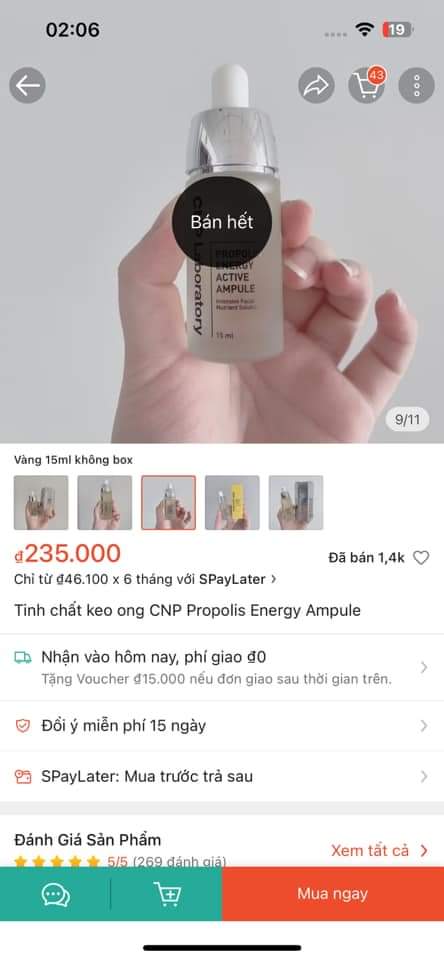 02:06
19
43
Bán hết
CNP Laboratory
PROPOLIS
ENERGY
ACTIVE
AMPULE
Intensive Facial
Nutrient Solution
15 ml
9/11
Vàng 15ml không box
₫235.000
Đã bán 1,4k
Chỉ từ ₫46.100 x 6 tháng với SPayLater
Tinh chất keo ong CNP Propolis Energy Ampule
Nhận vào hôm nay, phí giao ₫0
Tặng Voucher ₫15.000 nếu đơn giao sau thời gian trên.
Đổi ý miễn phí 15 ngày
SPayLater: Mua trước trả sau
Đánh Giá Sản Phẩm
5/5 (269 đánh giá)
Xem tất cả
Mua ngay